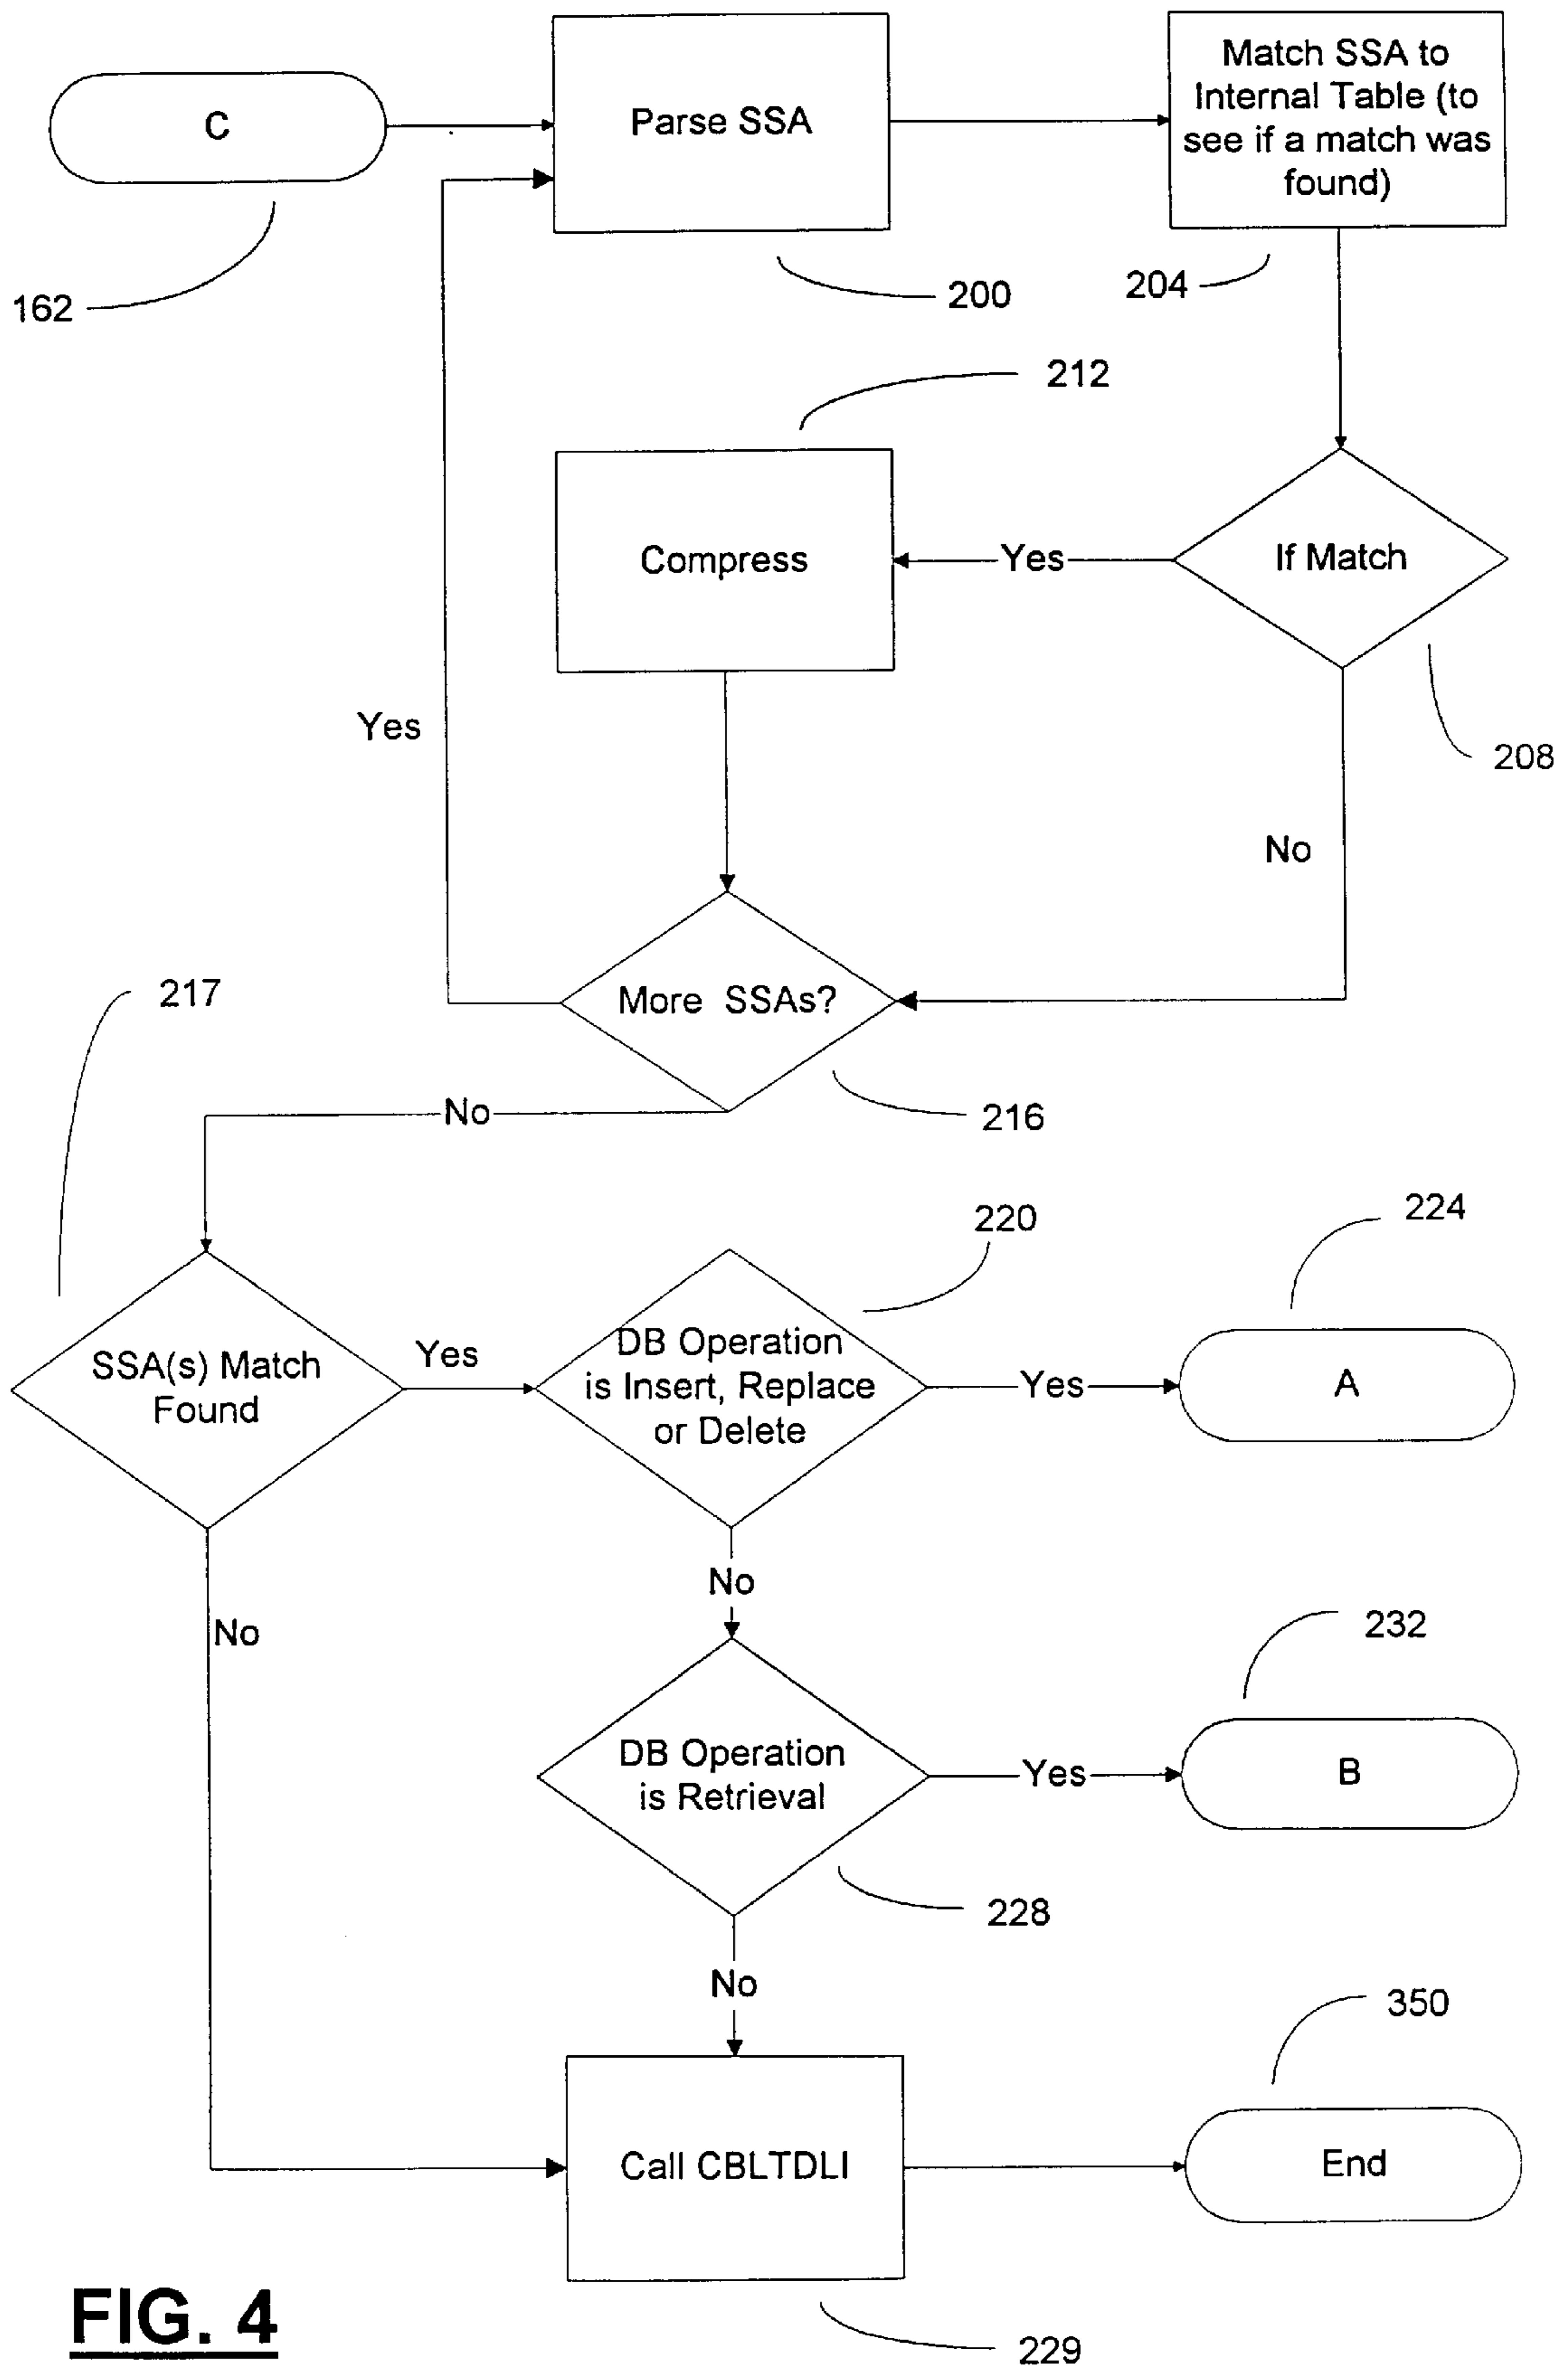 C
Parse SSA
Match SSA to
Internal Table (to
see if a match was
found)
162
200
204
212
Compress
Yes
If Match
208
Yes
No
More SSAs?
216
217
No
SSA(s) Match
Found
Yes
220
DB Operation
is Insert, Replace
or Delete
Yes
224
A
No
No
DB Operation
is Retrieval
Yes
232
B
228
No
Call CBLTDLI
350
End
229
FIG. 4